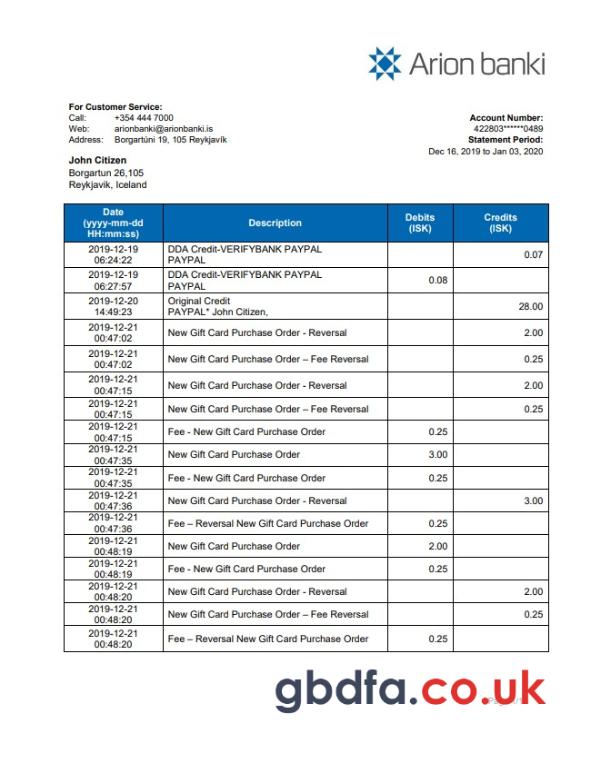 Arion banki
For Customer Service:
Call: +354 444 7000
Web: arionbanki@arionbanki.is
Address: Borgartúni 19, 105 Reykjavík
Account Number:
422803******0489
Statement Period:
Dec 16, 2019 to Jan 03, 2020
John Citizen
Borgartun 26,105
Reykjavik, Iceland
Date (yyyy-mm-dd HH:mm:ss) Description Debits (ISK) Credits (ISK)
2019-12-19 06:24:22 DDA Credit-VERIFYBANK PAYPAL PAYPAL 0.07
2019-12-19 06:27:57 DDA Credit-VERIFYBANK PAYPAL PAYPAL 0.08
2019-12-20 14:49:23 Original Credit PAYPAL* John Citizen, 28.00
2019-12-21 00:47:02 New Gift Card Purchase Order - Reversal 2.00
2019-12-21 00:47:02 New Gift Card Purchase Order – Fee Reversal 0.25
2019-12-21 00:47:15 New Gift Card Purchase Order - Reversal 2.00
2019-12-21 00:47:15 New Gift Card Purchase Order – Fee Reversal 0.25
2019-12-21 00:47:15 Fee - New Gift Card Purchase Order 0.25
2019-12-21 00:47:35 New Gift Card Purchase Order 3.00
2019-12-21 00:47:35 Fee - New Gift Card Purchase Order 0.25
2019-12-21 00:47:36 New Gift Card Purchase Order - Reversal 3.00
2019-12-21 00:47:36 Fee – Reversal New Gift Card Purchase Order 0.25
2019-12-21 00:48:19 New Gift Card Purchase Order 2.00
2019-12-21 00:48:19 Fee - New Gift Card Purchase Order 0.25
2019-12-21 00:48:20 New Gift Card Purchase Order - Reversal 2.00
2019-12-21 00:48:20 New Gift Card Purchase Order – Fee Reversal 0.25
2019-12-21 00:48:20 Fee – Reversal New Gift Card Purchase Order 0.25
gbdfa.co.uk